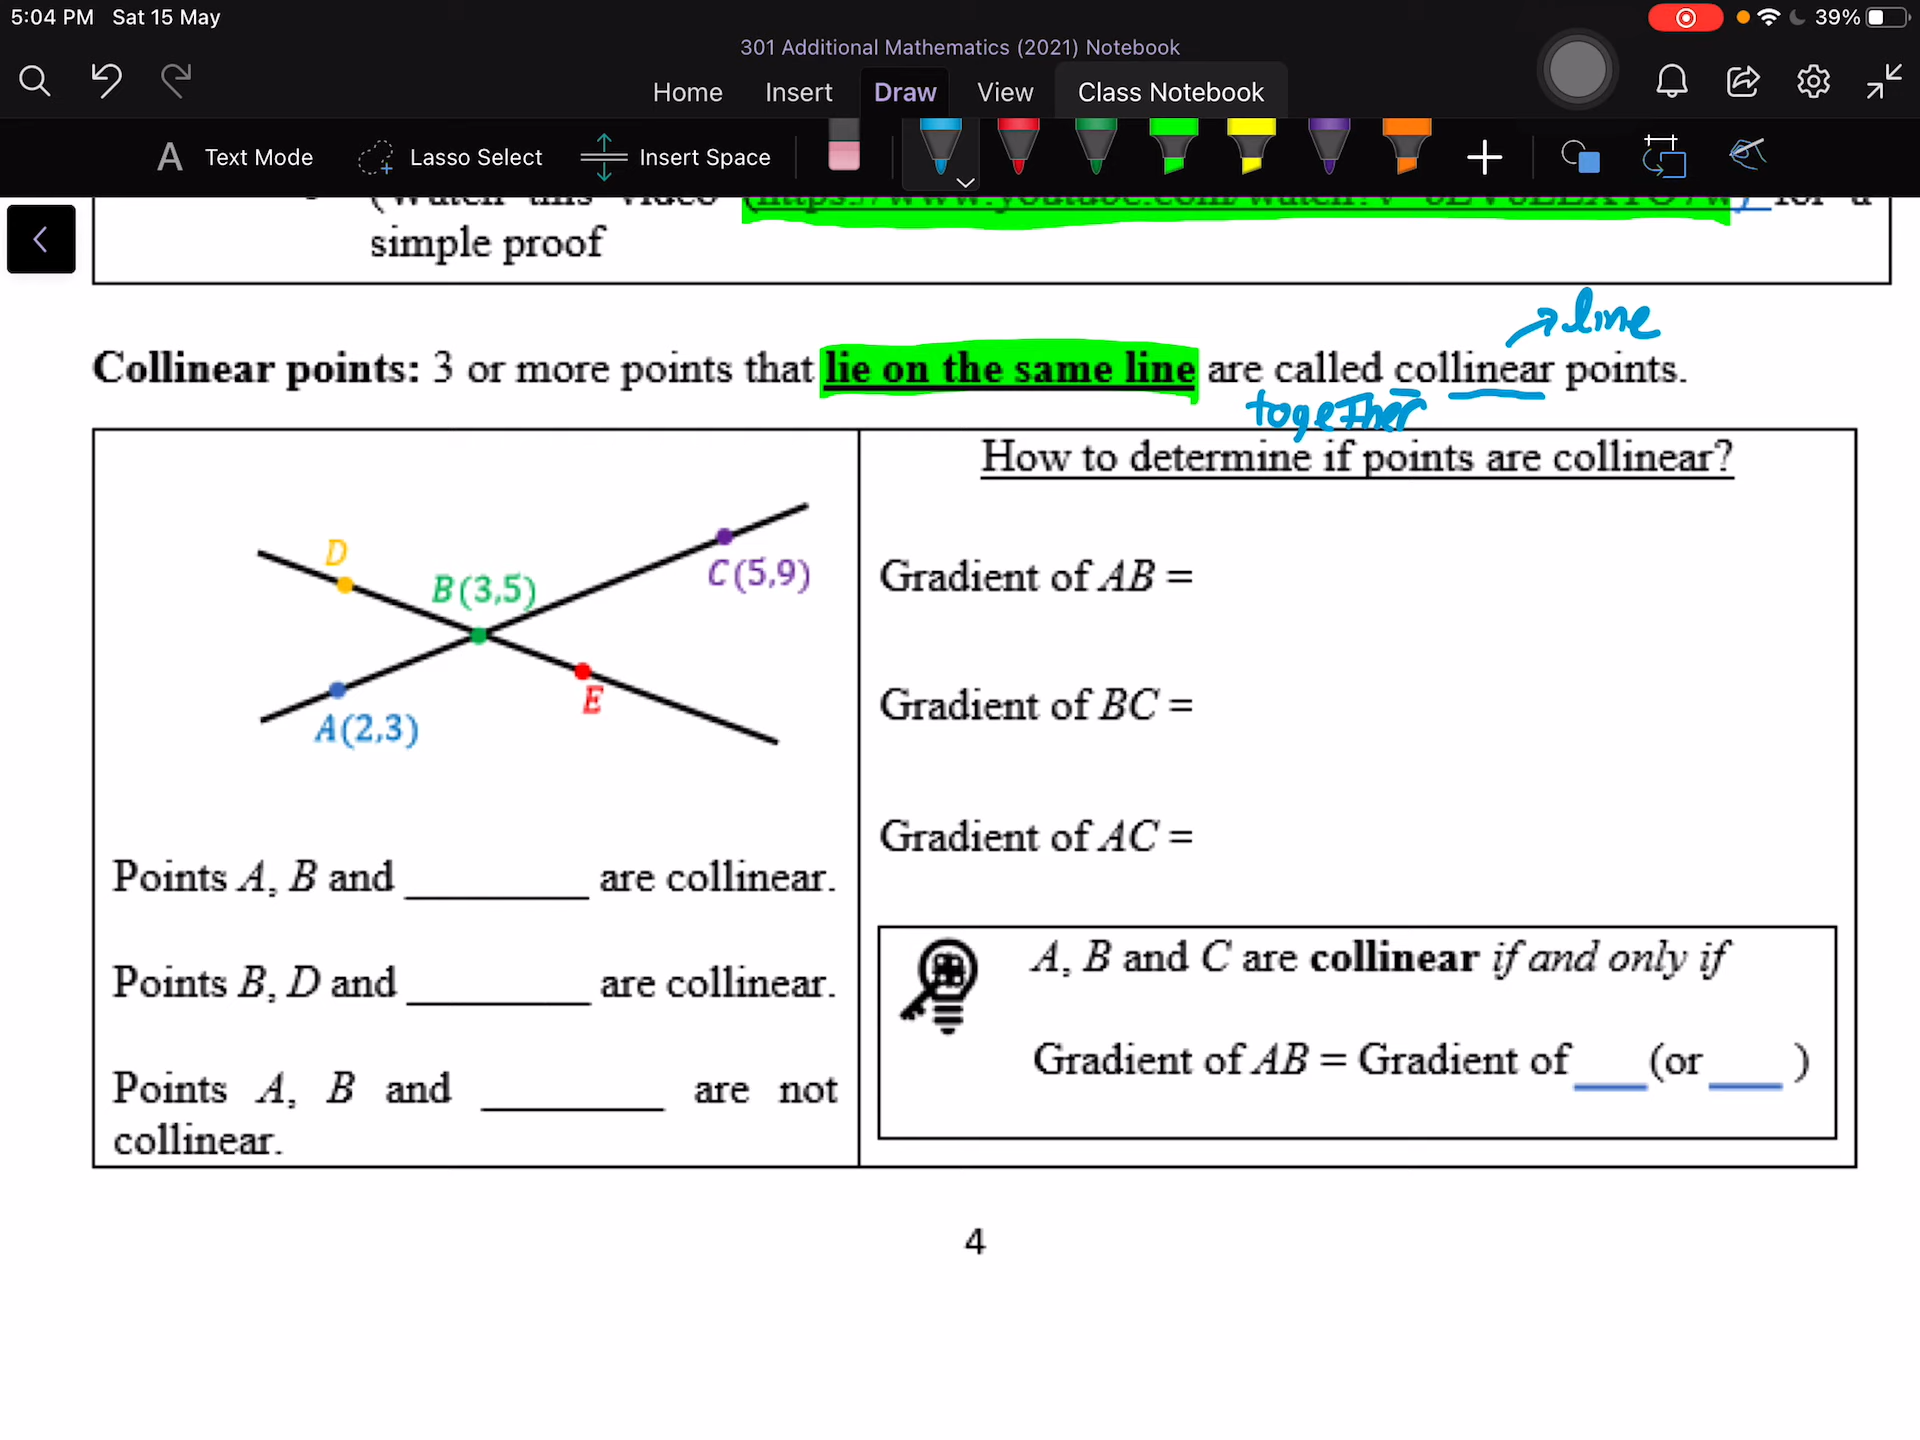 5:04 PM Sat 15 May
39%
301 Additional Mathematics (2021) Notebook
Home Insert Draw View Class Notebook
A Text Mode Lasso Select Insert Space
(Watch this video for a
simple proof
line
Collinear points: 3 or more points that lie on the same line are called collinear points.
together
D
B(3,5)
C(5,9)
E
A(2,3)
Points A, B and ________ are collinear.
Points B, D and ________ are collinear.
Points A, B and ________ are not
collinear.
How to determine if points are collinear?
Gradient of AB =
Gradient of BC =
Gradient of AC =
A, B and C are collinear if and only if
Gradient of AB = Gradient of ___ (or ___ )
4